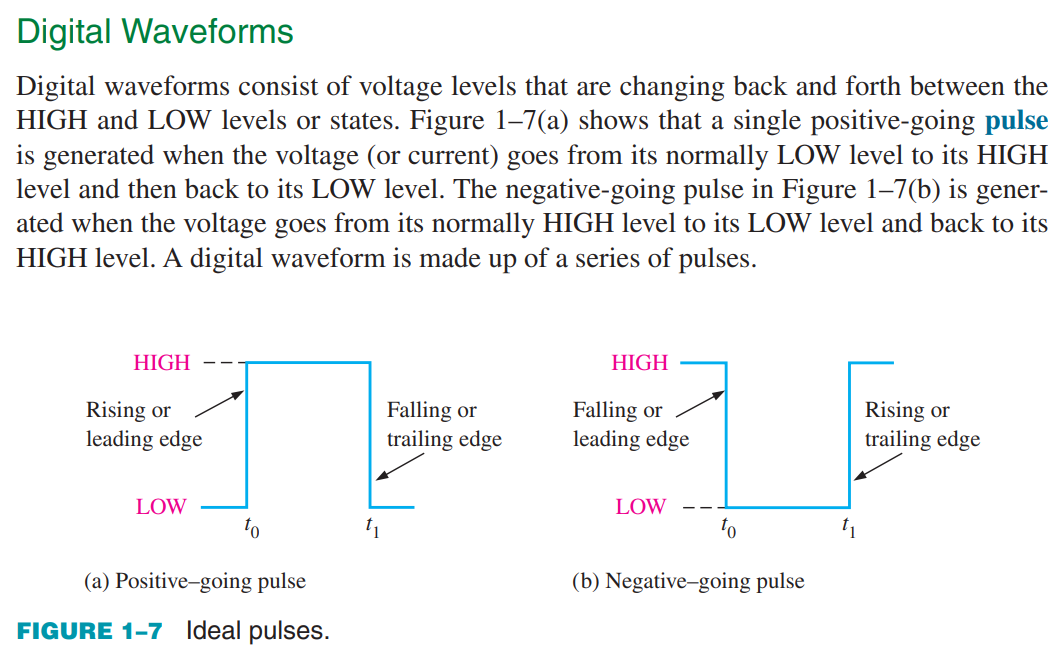 Digital Waveforms
Digital waveforms consist of voltage levels that are changing back and forth between the
HIGH and LOW levels or states. Figure 1–7(a) shows that a single positive-going pulse
is generated when the voltage (or current) goes from its normally LOW level to its HIGH
level and then back to its LOW level. The negative-going pulse in Figure 1–7(b) is gener-
ated when the voltage goes from its normally HIGH level to its LOW level and back to its
HIGH level. A digital waveform is made up of a series of pulses.
HIGH
Rising or
leading edge
Falling or
trailing edge
LOW
t0
t1
(a) Positive–going pulse
HIGH
Falling or
leading edge
Rising or
trailing edge
LOW
t0
t1
(b) Negative–going pulse
FIGURE 1–7 Ideal pulses.